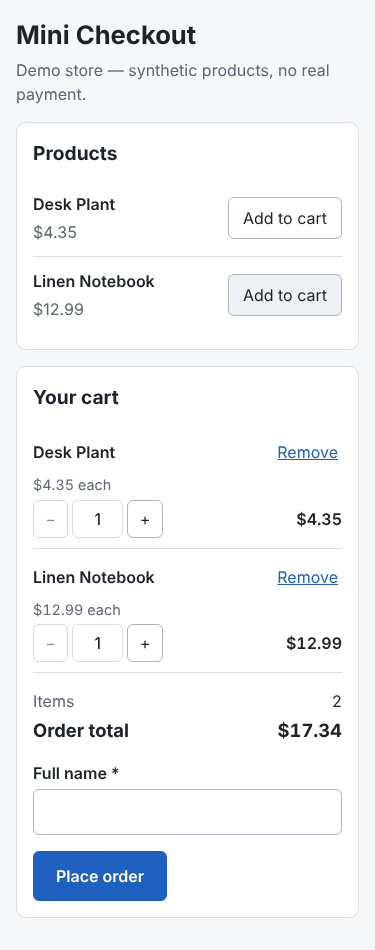 Mini Checkout
Demo store — synthetic products, no real
payment.
Products
Desk Plant
$4.35
Add to cart
Linen Notebook
$12.99
Add to cart
Your cart
Desk Plant
Remove
$4.35 each
− 1 + $4.35
Linen Notebook
Remove
$12.99 each
− 1 + $12.99
Items 2
Order total $17.34
Full name *
Place order